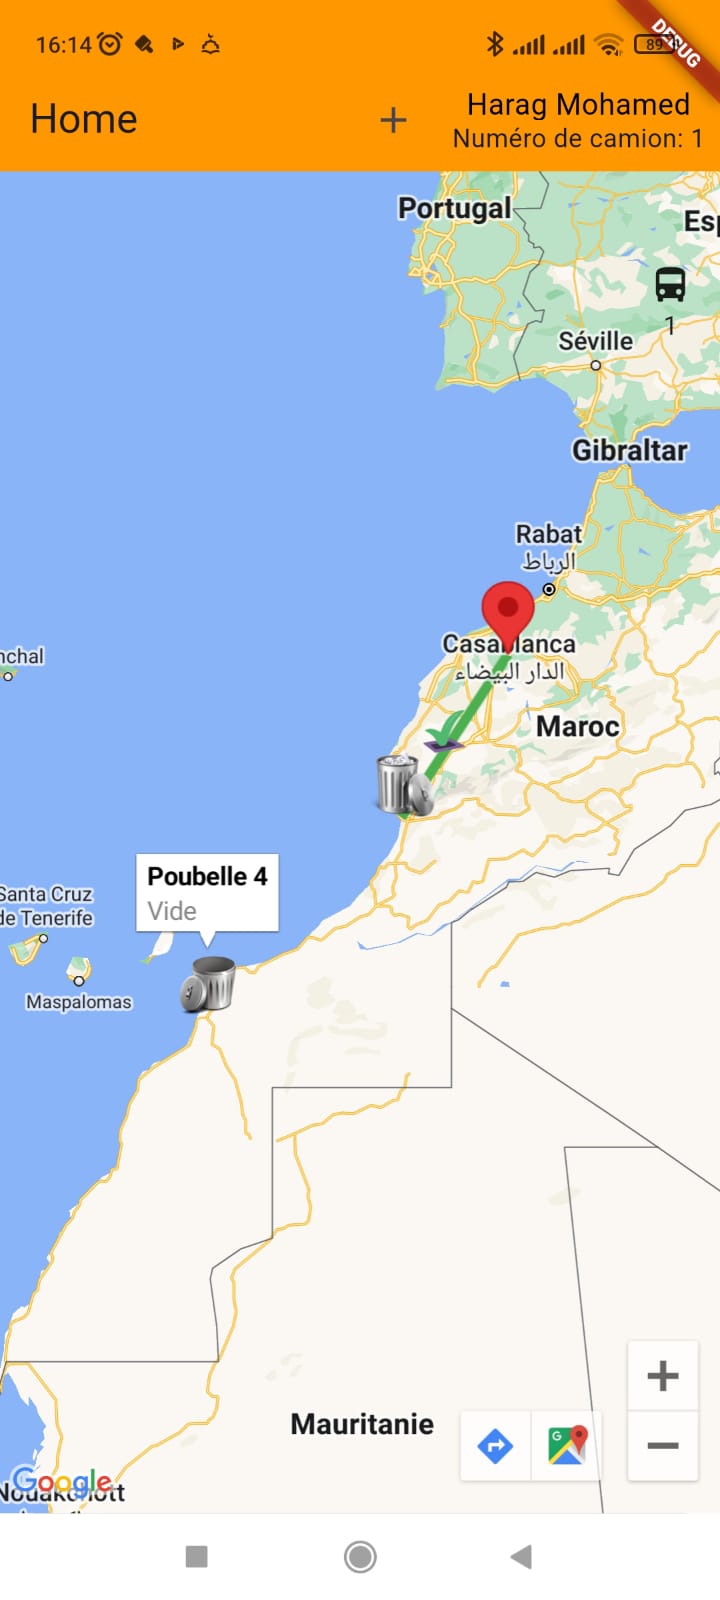 16:14
89
DEBUG
Home
+
Harag Mohamed
Numéro de camion: 1
Portugal
Esp
1
Séville
Gibraltar
Rabat
الرباط
Casablanca
الدار البيضاء
nchal
Maroc
Poubelle 4
Vide
Santa Cruz
de Tenerife
Maspalomas
Mauritanie
G
+
−
Google
Nouakchott